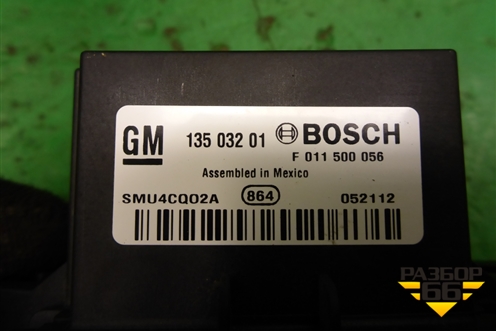 GM 135 032 01 BOSCH
F 011 500 056
Assembled in Mexico
SMU4CQ02A 864 052112
РАЗБОР
66